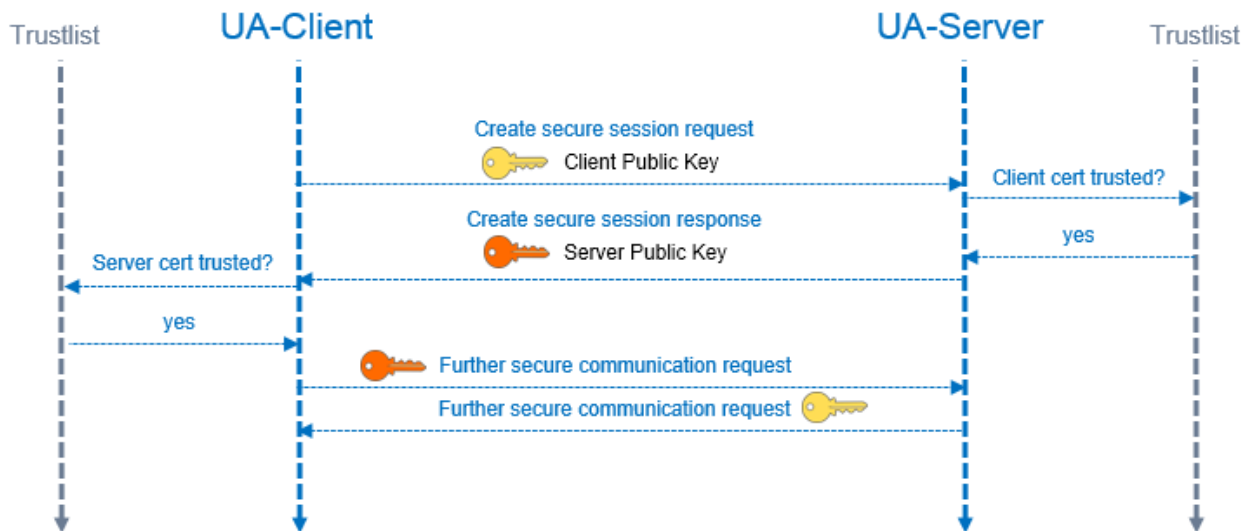 Trustlist
UA-Client
UA-Server
Trustlist
Create secure session request
Client Public Key
Client cert trusted?
Create secure session response
yes
Server Public Key
Server cert trusted?
yes
Further secure communication request
Further secure communication request